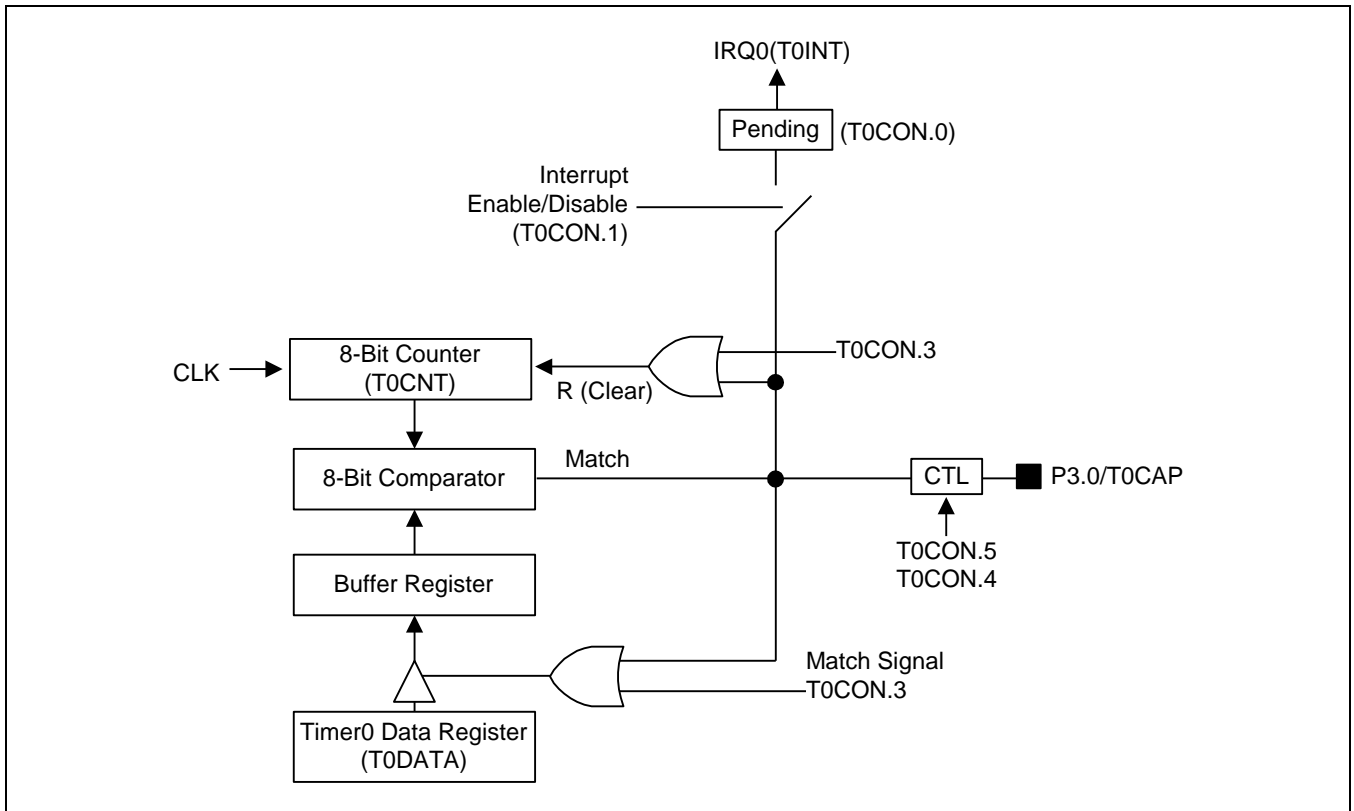 IRQ0(T0INT)
Pending
(T0CON.0)
Interrupt
Enable/Disable
(T0CON.1)
8-Bit Counter
(T0CNT)
CLK
R (Clear)
T0CON.3
8-Bit Comparator
Match
CTL
P3.0/T0CAP
T0CON.5
T0CON.4
Buffer Register
Match Signal
T0CON.3
Timer0 Data Register
(T0DATA)